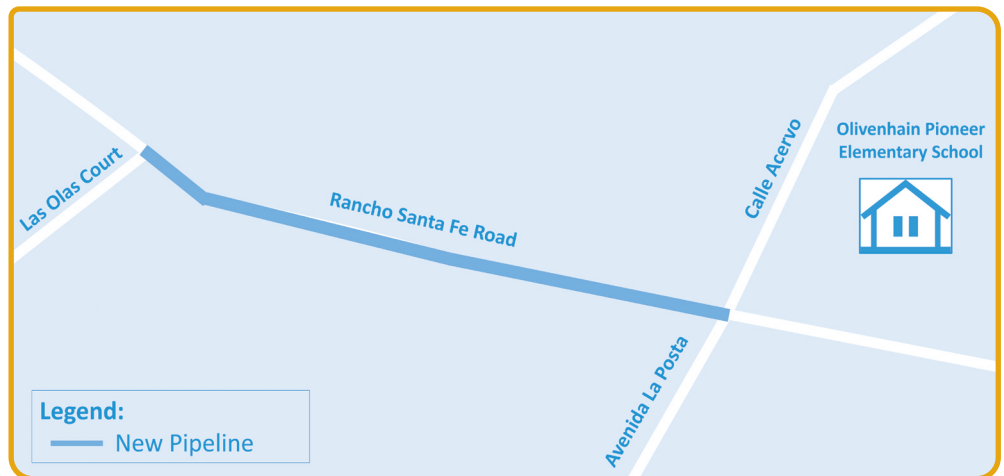 Las Olas Court
Rancho Santa Fe Road
Calle Acervo
Olivenhain Pioneer
Elementary School
Avenida La Posta
Legend:
New Pipeline